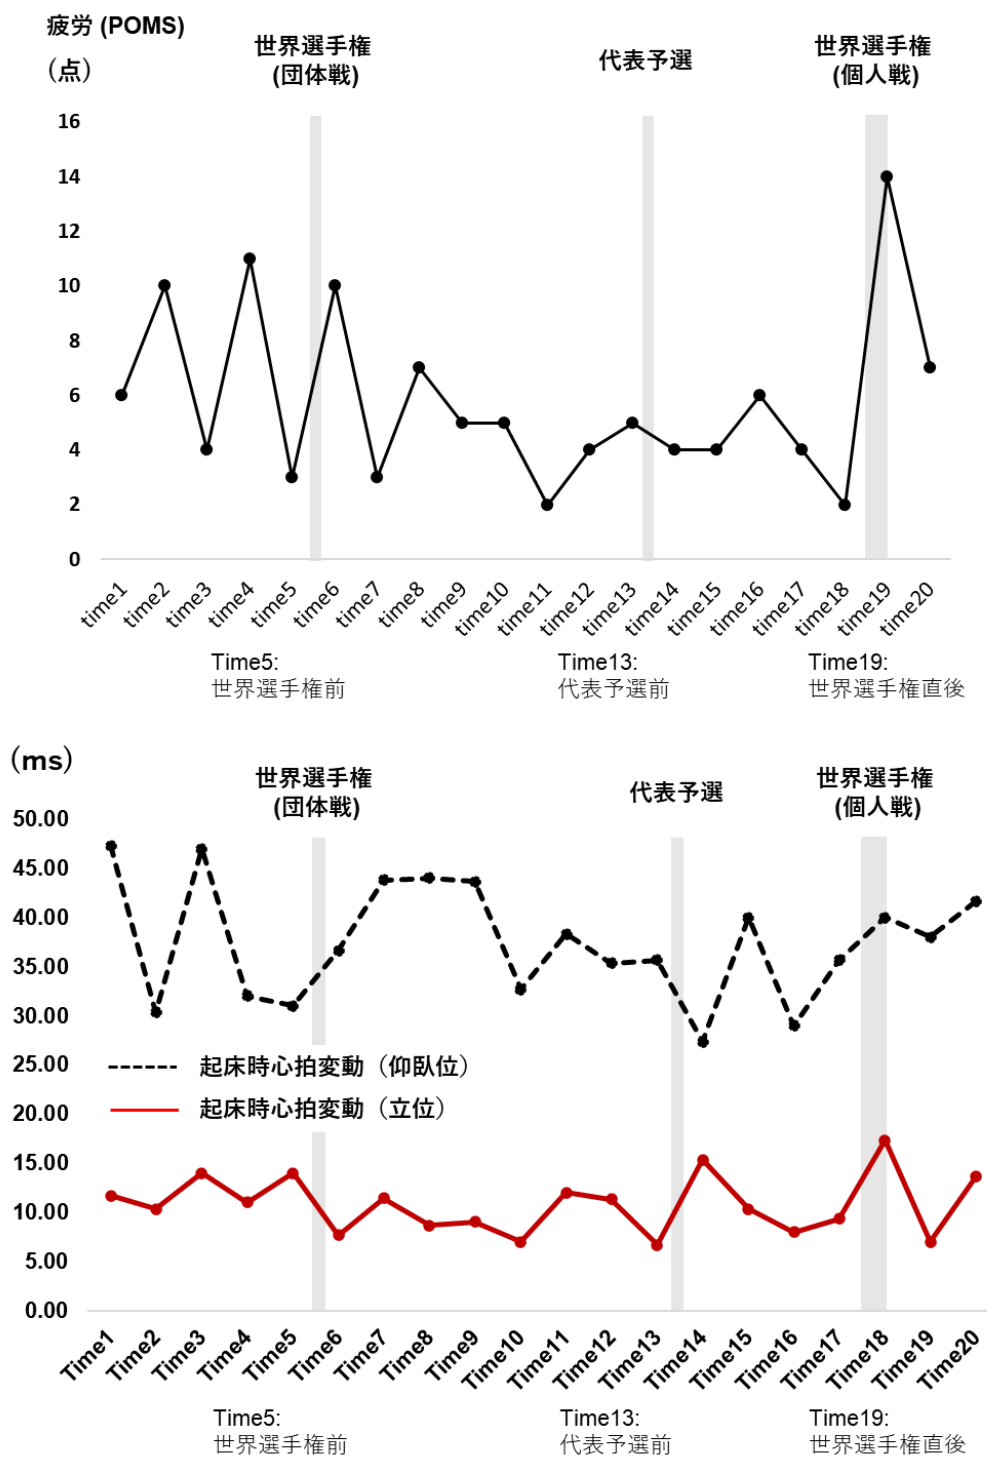 疲労 (POMS)
（点）
世界選手権
(団体戦)
代表予選
世界選手権
(個人戦)
16
14
12
10
8
6
4
2
0
time1
time2
time3
time4
time5
time6
time7
time8
time9
time10
time11
time12
time13
time14
time15
time16
time17
time18
time19
time20
Time5:
世界選手権前
Time13:
代表予選前
Time19:
世界選手権直後
（ms）
世界選手権
(団体戦)
代表予選
世界選手権
(個人戦)
50.00
45.00
40.00
35.00
30.00
25.00
20.00
15.00
10.00
5.00
0.00
起床時心拍変動（仰臥位）
起床時心拍変動（立位）
Time1
Time2
Time3
Time4
Time5
Time6
Time7
Time8
Time9
Time10
Time11
Time12
Time13
Time14
Time15
Time16
Time17
Time18
Time19
Time20
Time5:
世界選手権前
Time13:
代表予選前
Time19:
世界選手権直後